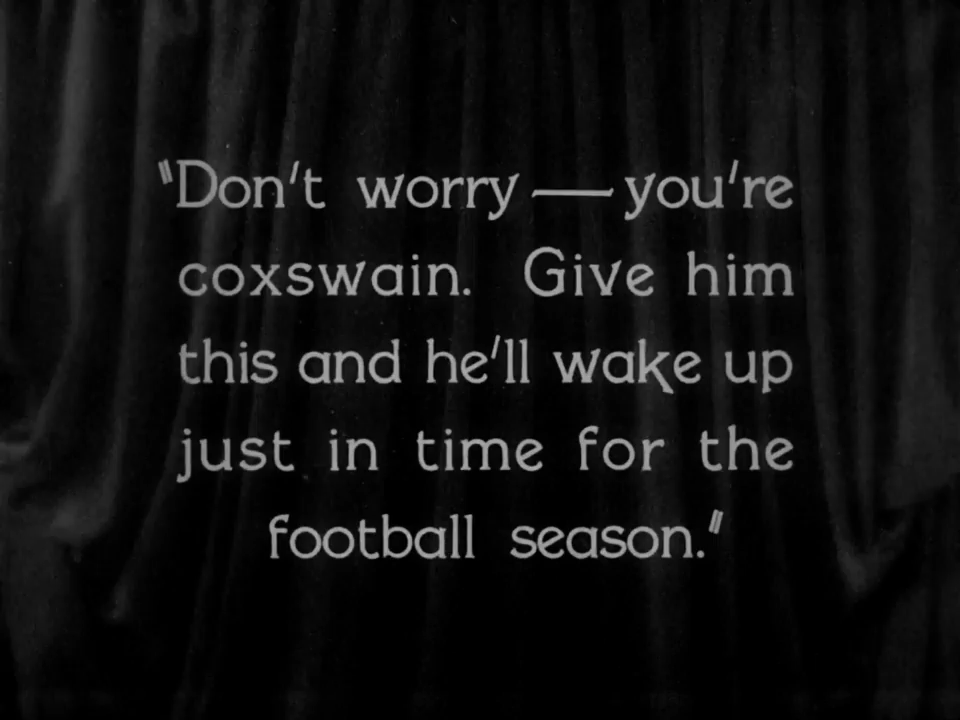 "Don't worry — you're
coxswain. Give him
this and he'll wake up
just in time for the
football season."